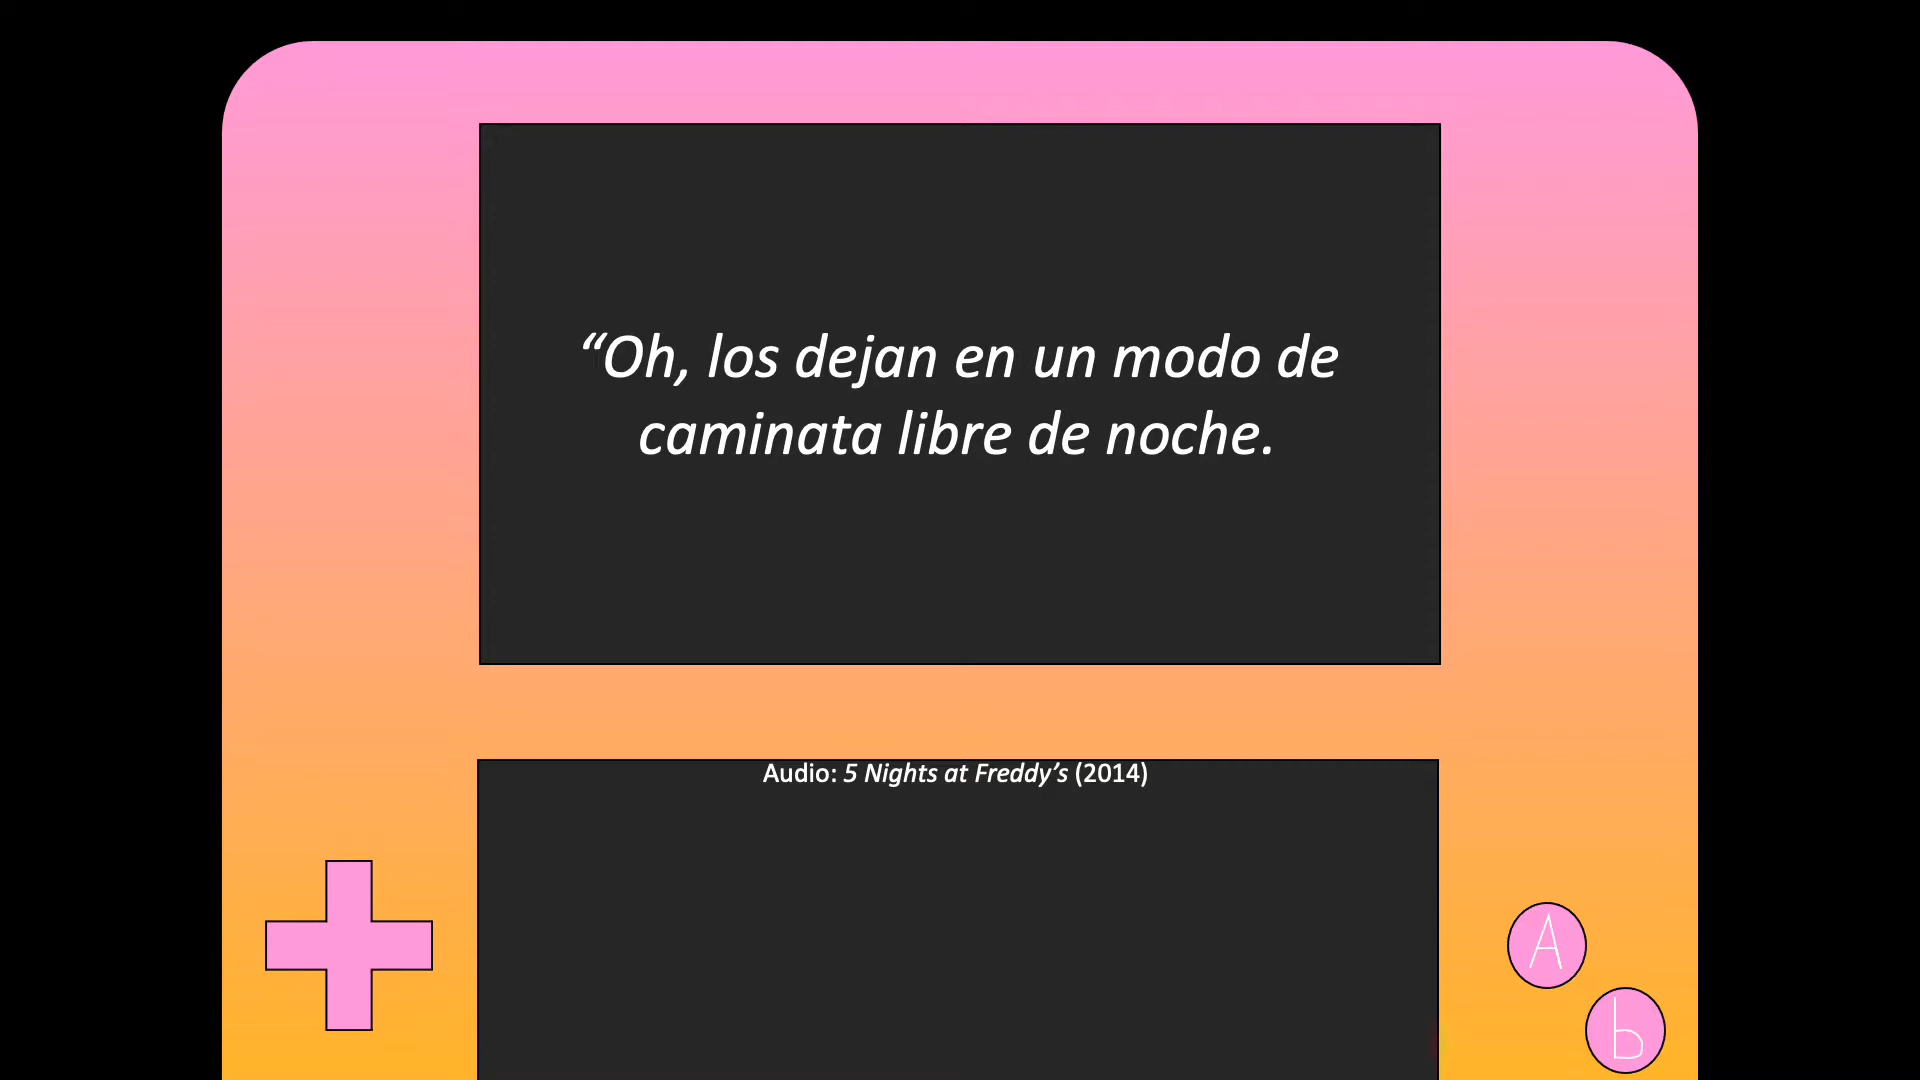 “Oh, los dejan en un modo de
caminata libre de noche.
Audio: 5 Nights at Freddy’s (2014)
A
b